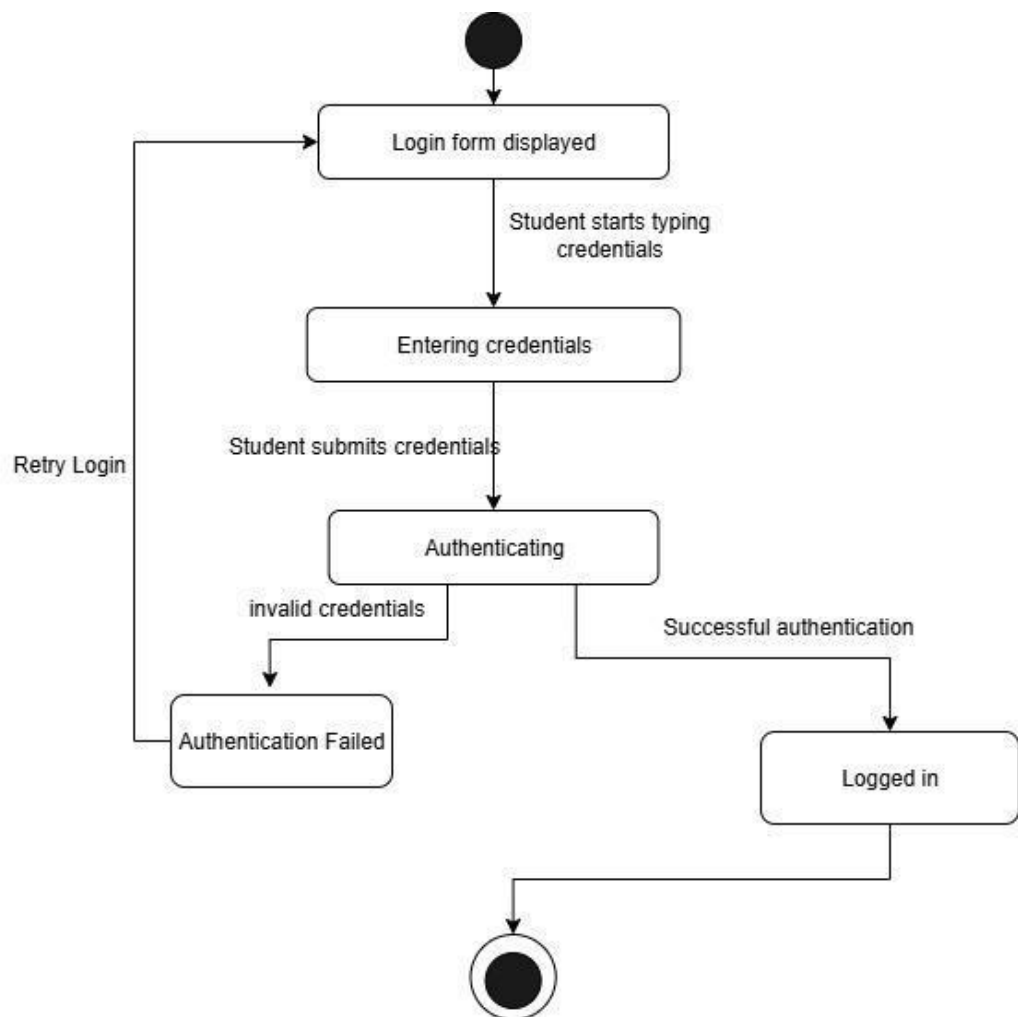 Login form displayed
Student starts typing
credentials
Entering credentials
Student submits credentials
Retry Login
Authenticating
invalid credentials
Successful authentication
Authentication Failed
Logged in